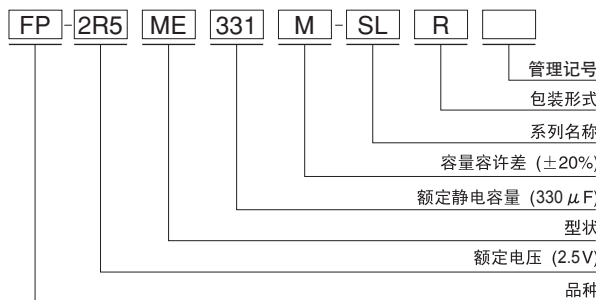 FP-2R5 ME 331 M-SL R
管理记号
包装形式
系列名称
容量容许差 (±20%)
额定静电容量 (330 μF)
型状
额定电压 (2.5V)
品种